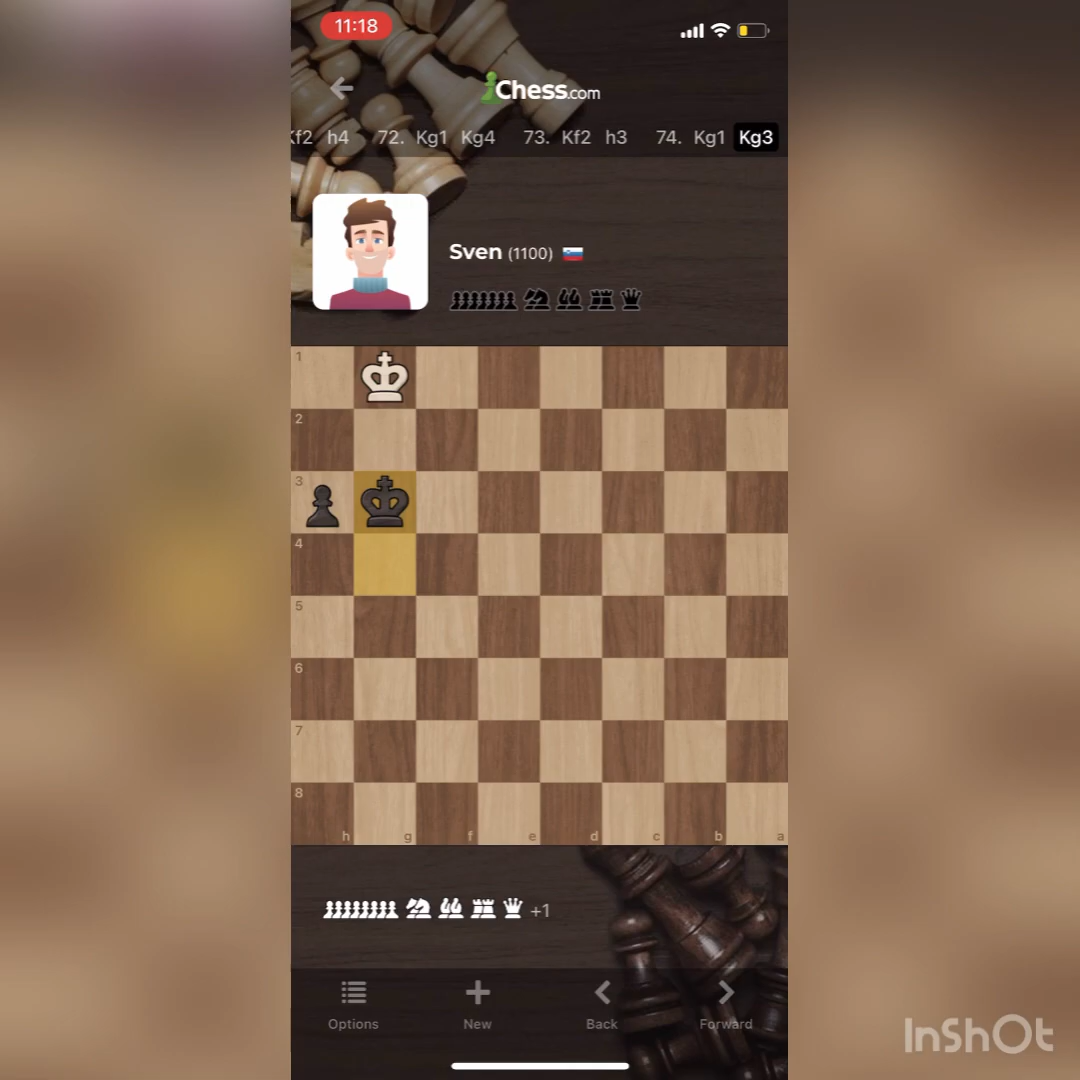 11:18
Chess.com
Kf2 h4 72. Kg1 Kg4 73. Kf2 h3 74. Kg1 Kg3
Sven (1100)
1
2
3
4
5
6
7
8
h g f e d c b a
+1
Options New Back Forward
InShOt